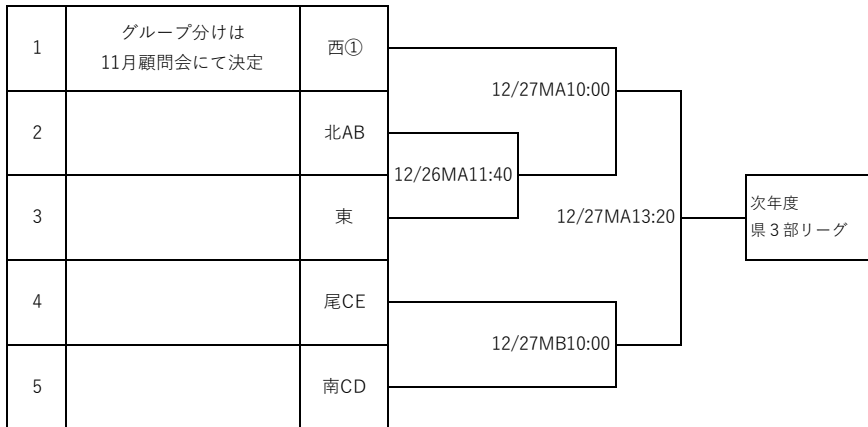 1
グループ分けは
11月顧問会にて決定
西①
12/27MA10:00
2
北AB
12/26MA11:40
3
東
12/27MA13:20
次年度
県３部リーグ
4
尾CE
12/27MB10:00
5
南CD